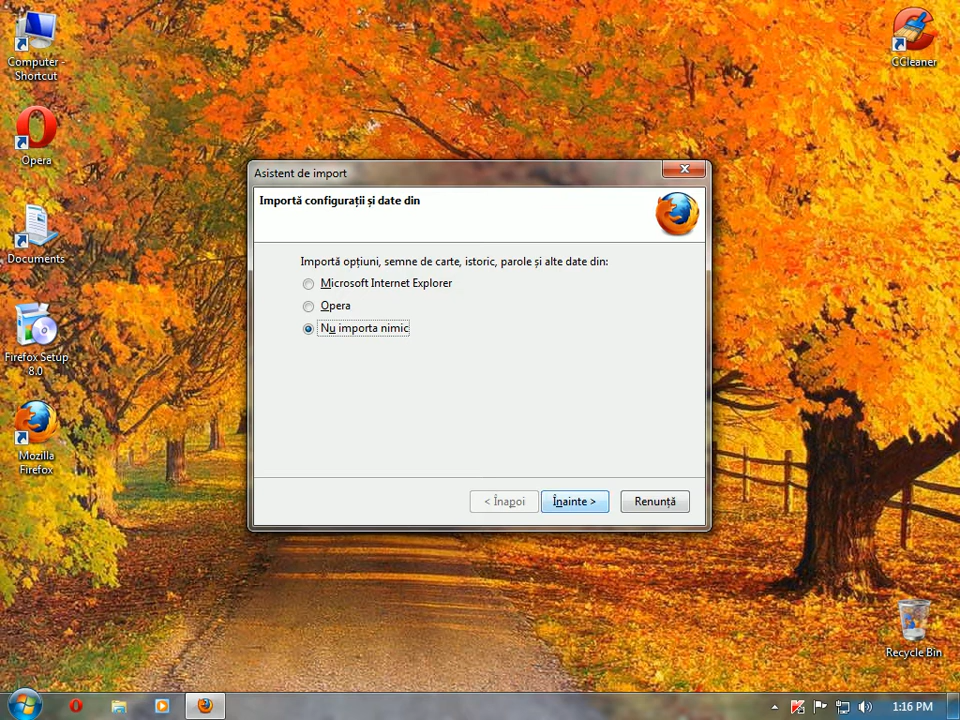 Computer -
Shortcut
Opera
Documents
Firefox Setup
8.0
Mozilla
Firefox
CCleaner
Recycle Bin
Asistent de import
Importă configurații și date din
Importă opțiuni, semne de carte, istoric, parole și alte date din:
Microsoft Internet Explorer
Opera
Nu importa nimic
< Înapoi
Înainte >
Renunță
1:16 PM